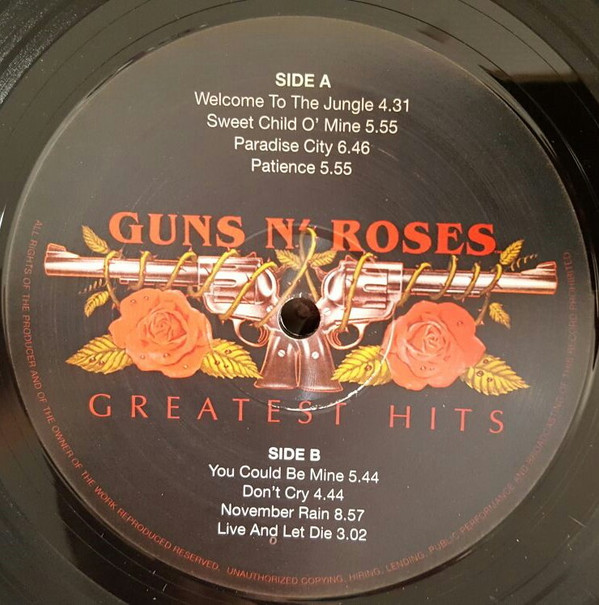 SIDE A
Welcome To The Jungle 4.31
Sweet Child O' Mine 5.55
Paradise City 6.46
Patience 5.55
GUNS N' ROSES
GREATEST HITS
SIDE B
You Could Be Mine 5.44
Don't Cry 4.44
November Rain 8.57
Live And Let Die 3.02
ALL RIGHTS OF THE PRODUCER AND OF THE OWNER OF THE WORK REPRODUCED RESERVED. UNAUTHORIZED COPYING, HIRING, LENDING, PUBLIC PERFORMANCE AND BROADCASTING OF THIS RECORD PROHIBITED